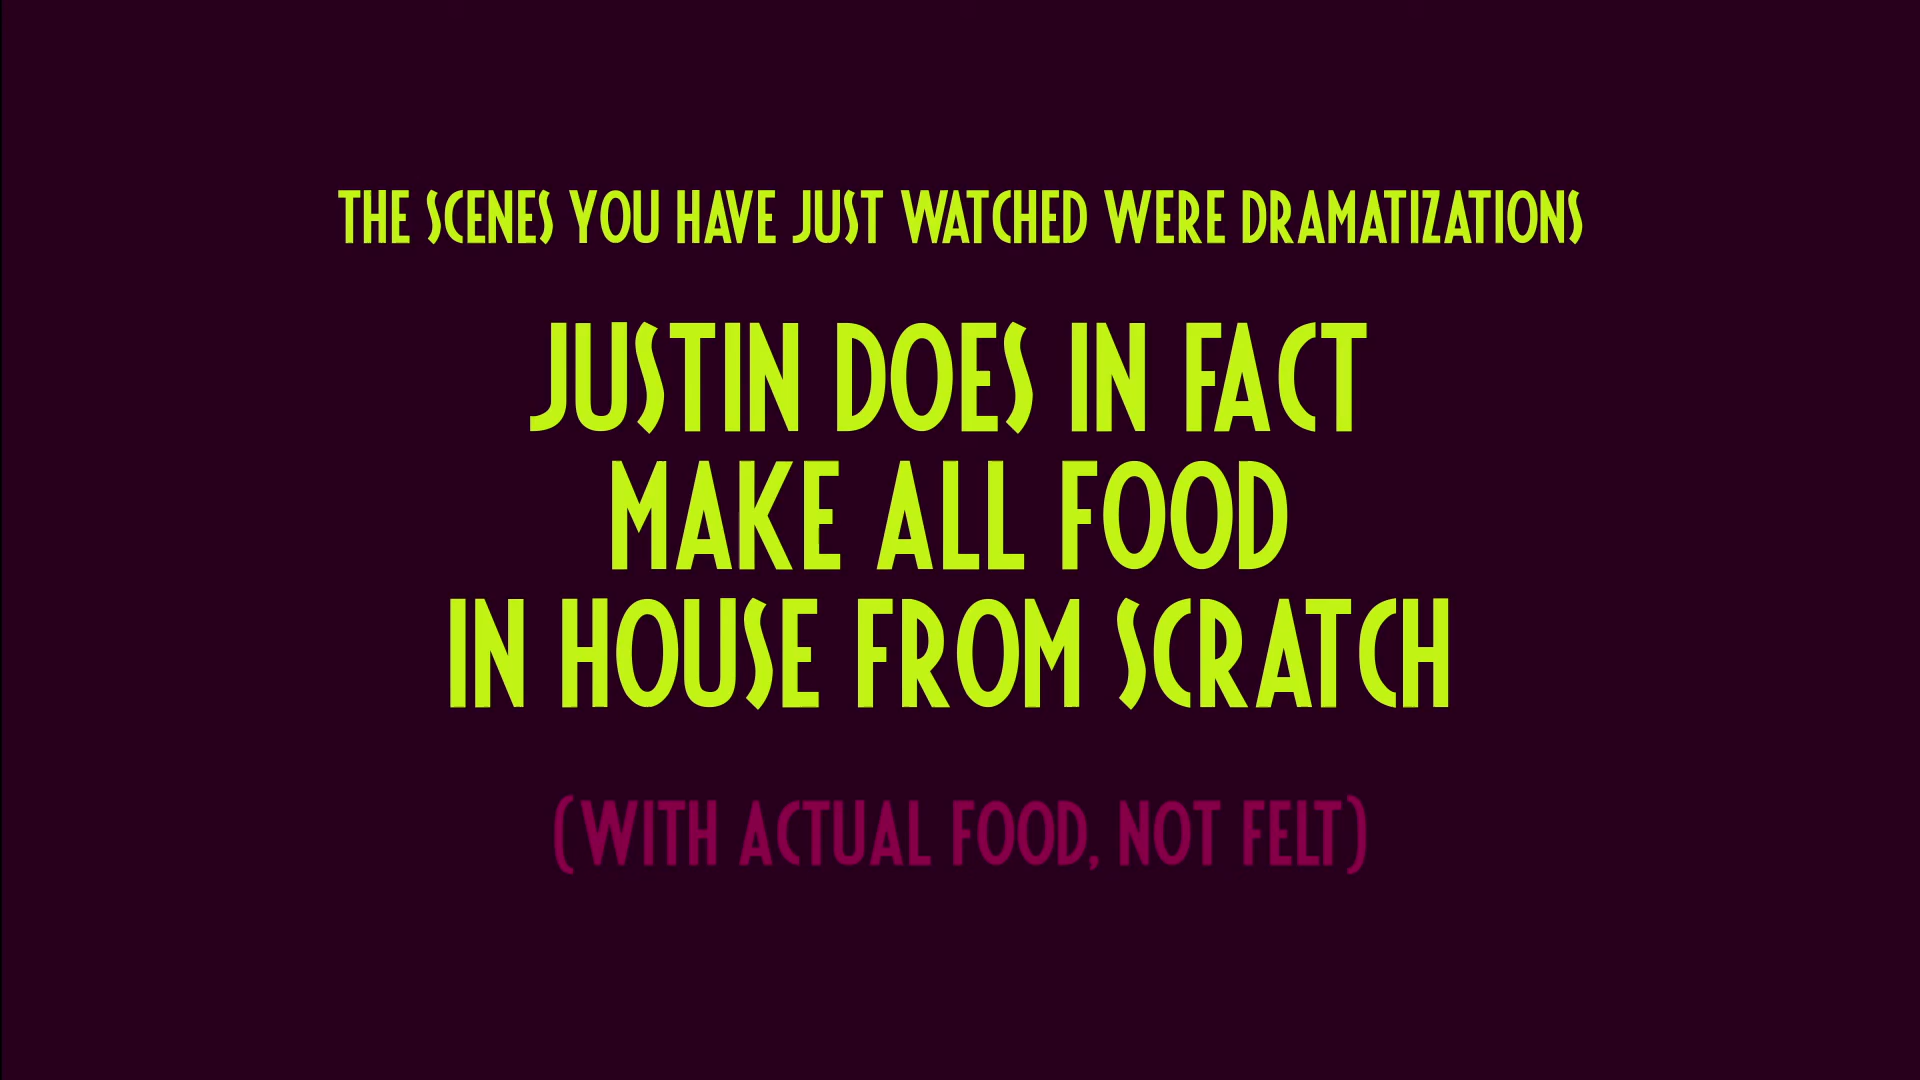 THE SCENES YOU HAVE JUST WATCHED WERE DRAMATIZATIONS
JUSTIN DOES IN FACT
MAKE ALL FOOD
IN HOUSE FROM SCRATCH
(WITH ACTUAL FOOD, NOT FELT)